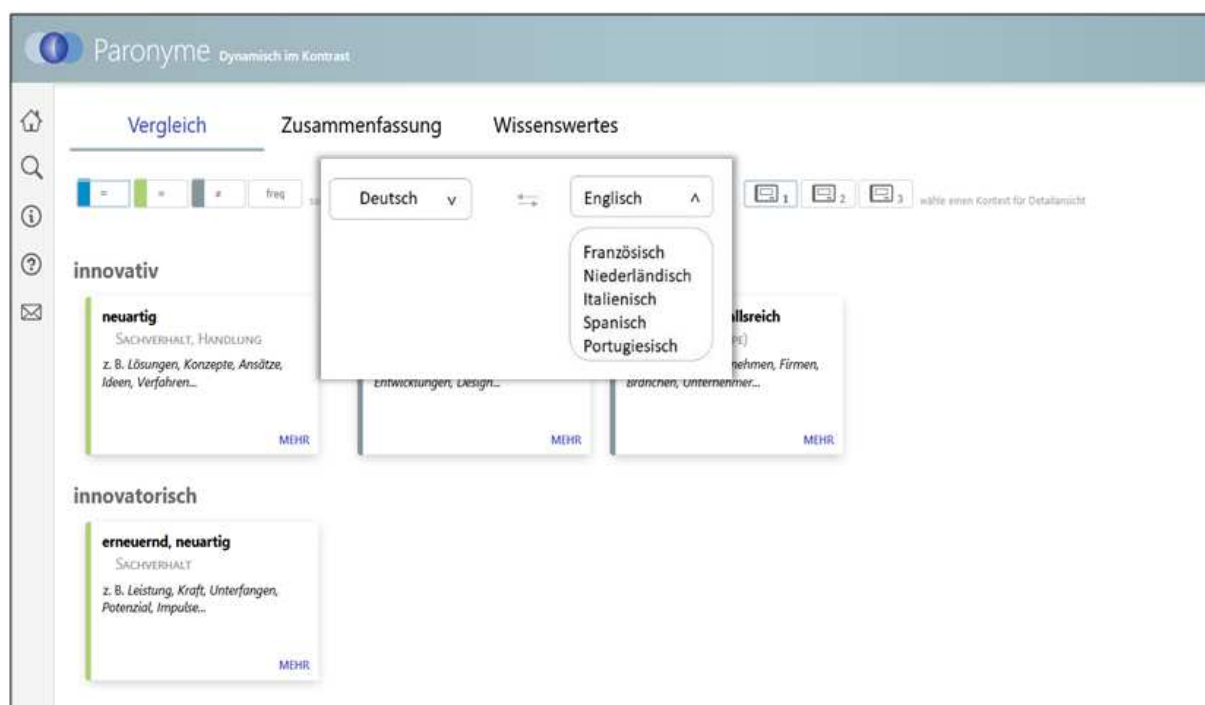 Paronyme Dynamisch im Kontrast
Vergleich Zusammenfassung Wissenswertes
= ≈ ≠ freq
Deutsch v Englisch ʌ
1 2 3 wähle einen Kontext für Detailansicht
Französisch
Niederländisch
Italienisch
Spanisch
Portugiesisch
innovativ
neuartig
SACHVERHALT, HANDLUNG
z. B. Lösungen, Konzepte, Ansätze,
Ideen, Verfahren...
MEHR
Entwicklungen, Design...
MEHR
llsreich
nehmen, Firmen,
Branchen, Unternehmer...
MEHR
innovatorisch
erneuernd, neuartig
SACHVERHALT
z. B. Leistung, Kraft, Unterfangen,
Potenzial, Impulse...
MEHR